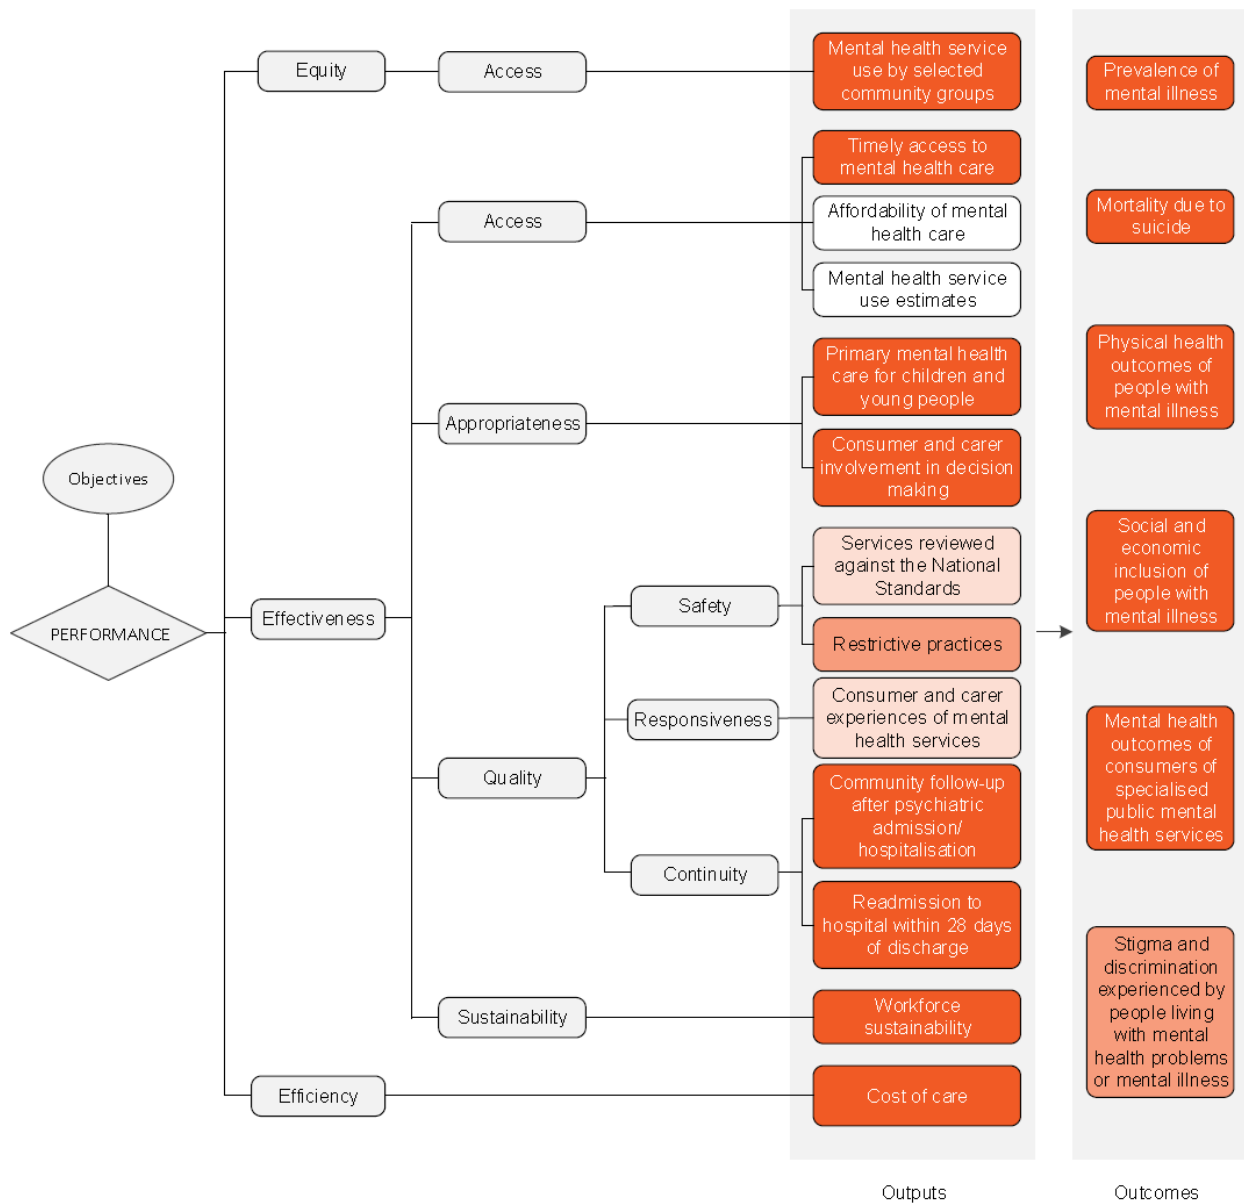 Equity
Access
Mental health service
use by selected
community groups
Prevalence of
mental illness
Timely access to
mental health care
Access
Affordability of mental
health care
Mental health service
use estimates
Mortality due to
suicide
Appropriateness
Primary mental health
care for children and
young people
Consumer and carer
involvement in decision
making
Physical health
outcomes of
people with
mental illness
Objectives
PERFORMANCE
Effectiveness
Safety
Services reviewed
against the National
Standards
Restrictive practices
Social and
economic
inclusion of
people with
mental illness
Responsiveness
Consumer and carer
experiences of mental
health services
Quality
Continuity
Community follow-up
after psychiatric
admission/
hospitalisation
Readmission to
hospital within 28 days
of discharge
Mental health
outcomes of
consumers of
specialised
public mental
health services
Sustainability
Workforce
sustainability
Efficiency
Cost of care
Stigma and
discrimination
experienced by
people living
with mental
health problems
or mental illness
Outputs
Outcomes